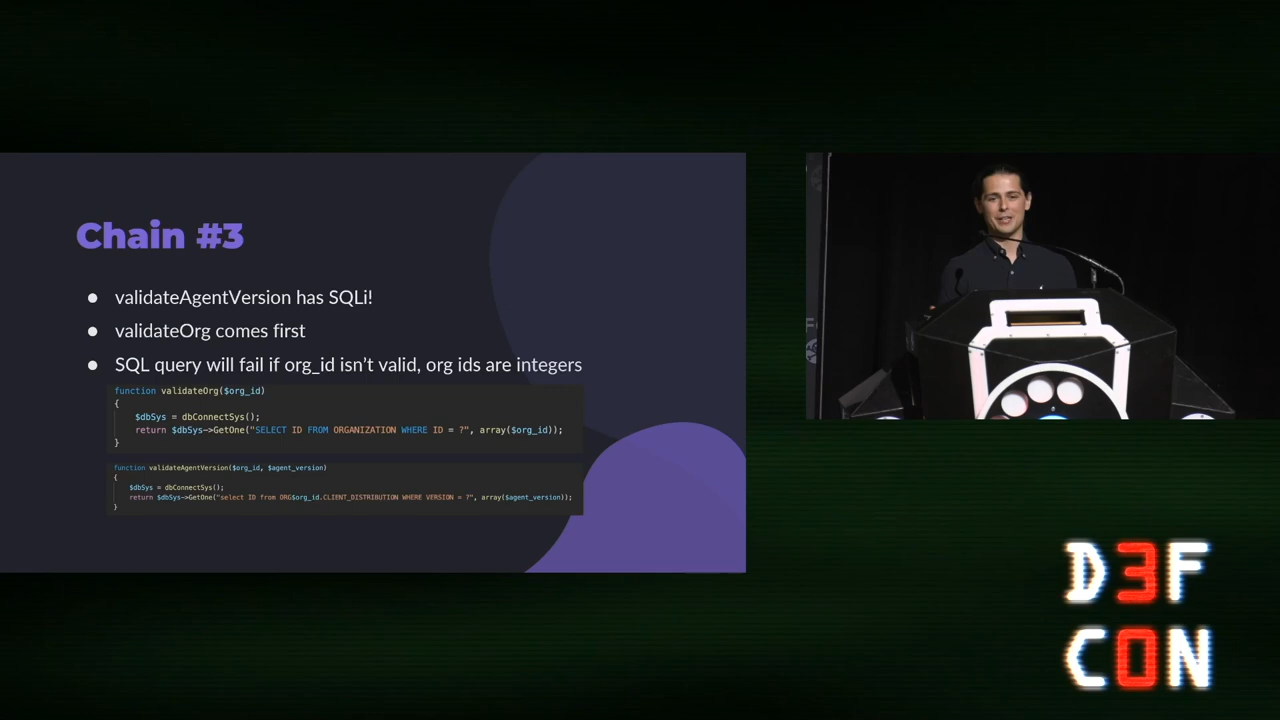 Chain #3
● validateAgentVersion has SQLi!
● validateOrg comes first
● SQL query will fail if org_id isn’t valid, org ids are integers
function validateOrg($org_id)
{
    $dbSys = dbConnectSys();
    return $dbSys->GetOne("SELECT ID FROM ORGANIZATION WHERE ID = ?", array($org_id));
}
function validateAgentVersion($org_id, $agent_version)
{
    $dbSys = dbConnectSys();
    return $dbSys->GetOne("select ID from ORG$org_id.CLIENT_DISTRIBUTION WHERE VERSION = ?", array($agent_version));
}
D3F
C0N